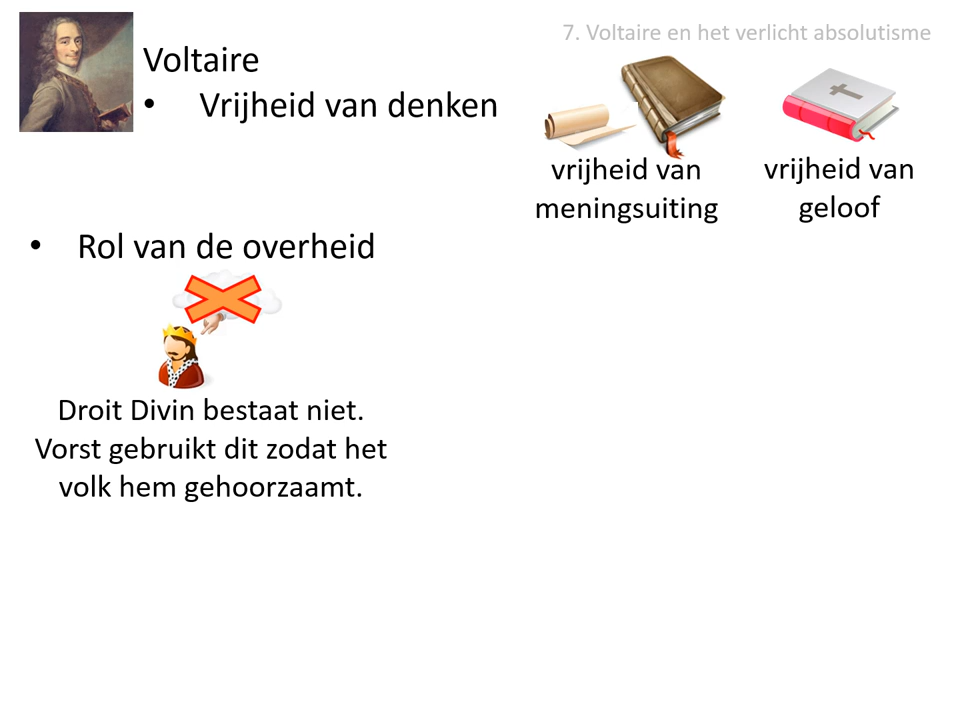 7. Voltaire en het verlicht absolutisme
Voltaire
• Vrijheid van denken
vrijheid van
meningsuiting
vrijheid van
geloof
• Rol van de overheid
Droit Divin bestaat niet.
Vorst gebruikt dit zodat het
volk hem gehoorzaamt.